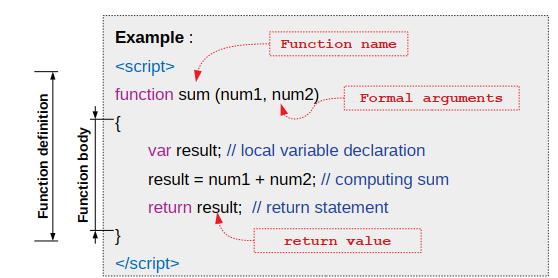 Example :
Function name
<script>
function sum (num1, num2)
Formal arguments
{
var result; // local variable declaration
result = num1 + num2; // computing sum
return result; // return statement
}
return value
</script>
Function definition
Function body